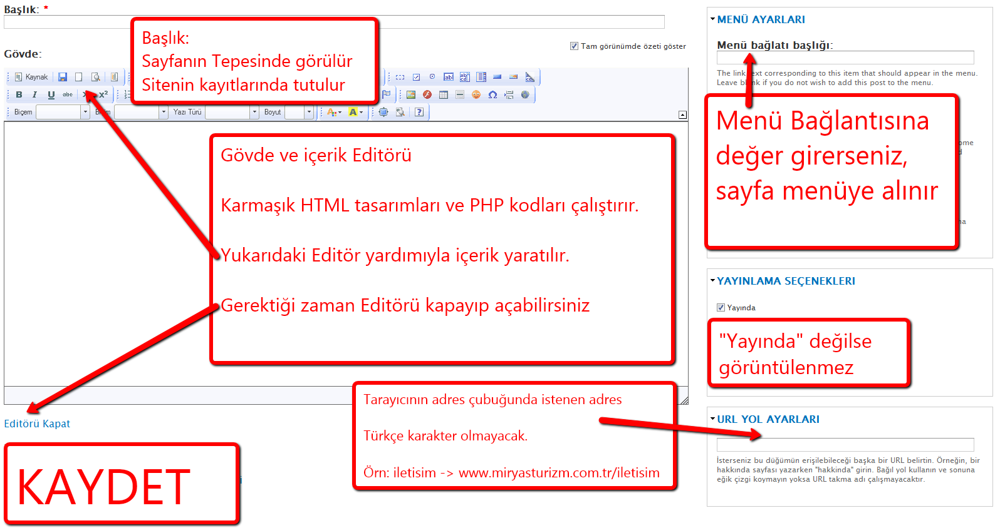 Başlık: *
Başlık:
Sayfanın Tepesinde görülür
Sitenin kayıtlarında tutulur
Tam görünümde özeti göster
Gövde:
Kaynak
B I U abc x²
Biçem
Yazı Türü
Boyut
A
A
Gövde ve içerik Editörü
Karmaşık HTML tasarımları ve PHP kodları çalıştırır.
Yukarıdaki Editör yardımıyla içerik yaratılır.
Gerektiği zaman Editörü kapayıp açabilirsiniz
Editörü Kapat
KAYDET
Tarayıcının adres çubuğunda istenen adres
Türkçe karakter olmayacak.
Örn: iletisim -> www.miryasturizm.com.tr/iletisim
MENÜ AYARLARI
Menü bağlatı başlığı:
The link text corresponding to this item that should appear in the menu.
Leave blank if you do not wish to add this post to the menu.
Menü Bağlantısına
değer girerseniz,
sayfa menüye alınır
YAYINLAMA SEÇENEKLERI
Yayında
"Yayında" değilse
görüntülenmez
URL YOL AYARLARI
İsterseniz bu düğümün erişilebileceği başka bir URL belirtin. Örneğin, bir
hakkında sayfası yazarken "hakkinda" girin. Bağıl yol kullanın ve sonuna
eğik çizgi koymayın yoksa URL takma adı çalışmayacaktır.